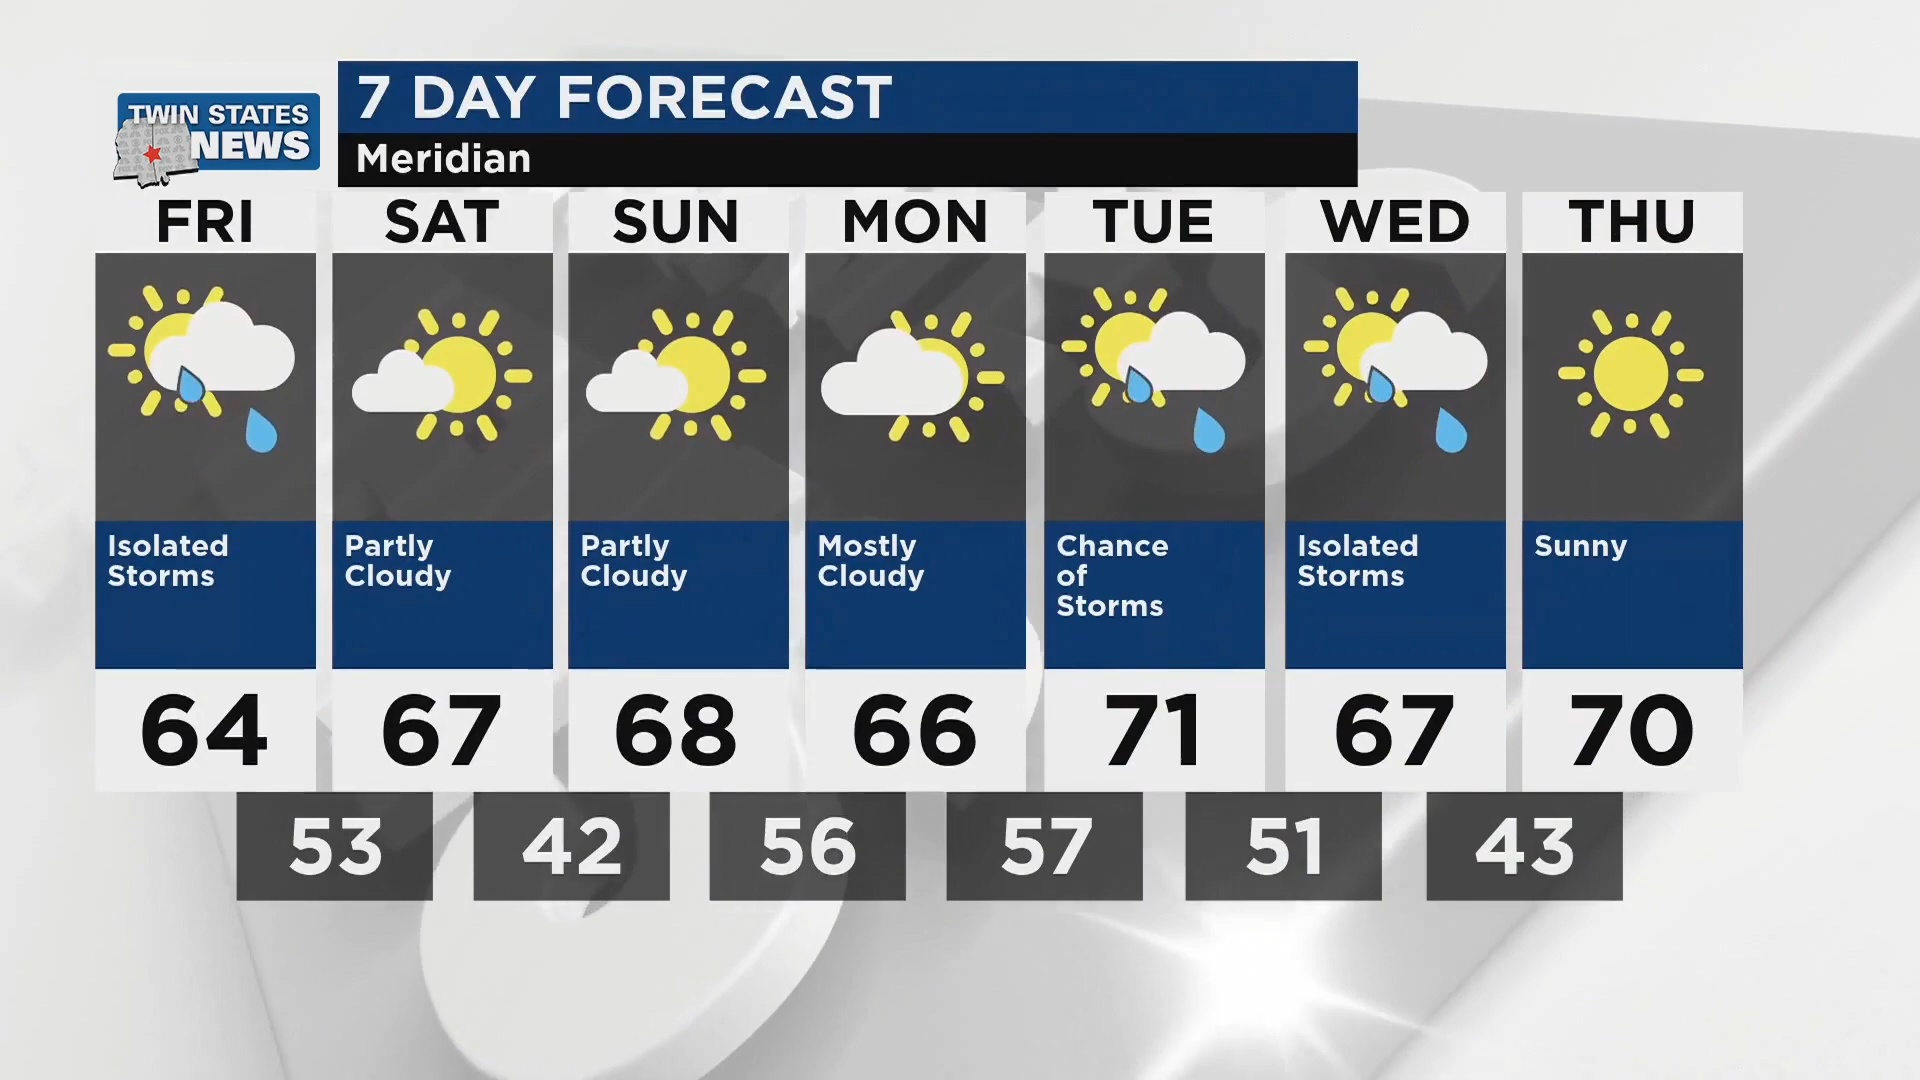 TWIN STATES
NEWS
7 DAY FORECAST
Meridian
FRI
SAT
SUN
MON
TUE
WED
THU
Isolated
Storms
Partly
Cloudy
Partly
Cloudy
Mostly
Cloudy
Chance
of
Storms
Isolated
Storms
Sunny
64
67
68
66
71
67
70
53
42
56
57
51
43